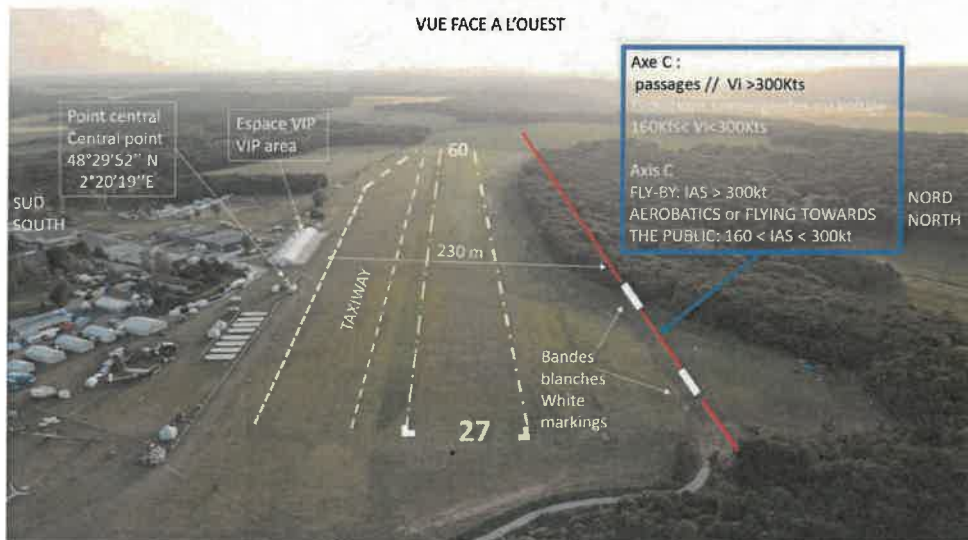 VUE FACE A L'OUEST
Axe C :
passages // Vi >300Kts
160Kts< Vi<300Kts
Axis C
FLY-BY: IAS > 300kt
AEROBATICS or FLYING TOWARDS
THE PUBLIC: 160 < IAS < 300kt
Point central
Central point
48°29'52'' N
2°20'19''E
Espace VIP
VIP area
60
SUD
SOUTH
NORD
NORTH
230 m
TAXIWAY
Bandes
blanches
White
markings
27